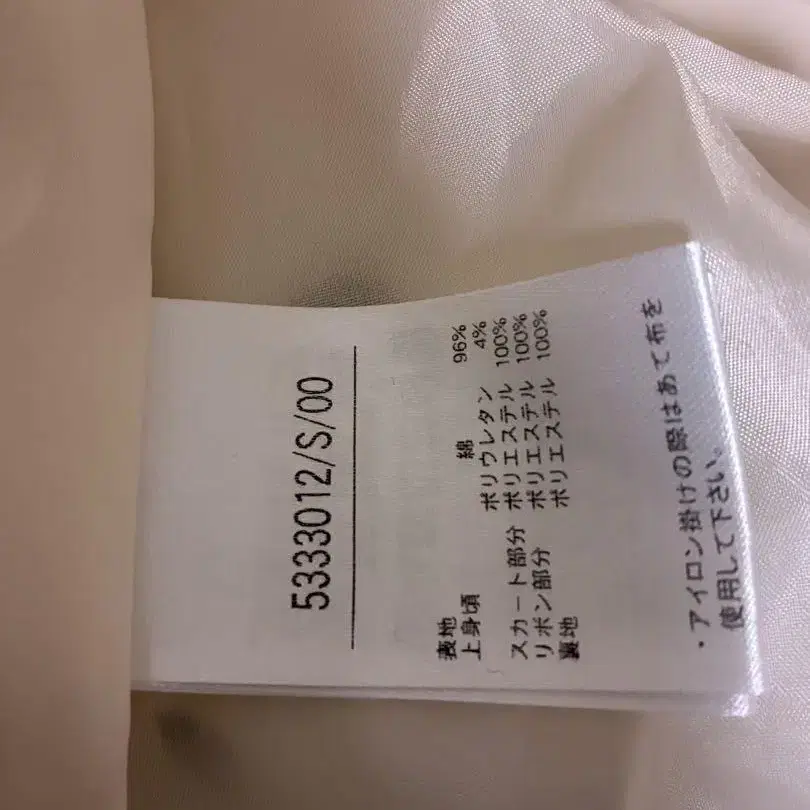 5333012/S/00
表地
上身頃 綿 96%
ポリウレタン 4%
スカート部分 ポリエステル 100%
リボン部分 ポリエステル 100%
裏地 ポリエステル 100%
・アイロン掛けの際はあて布を
使用して下さい。